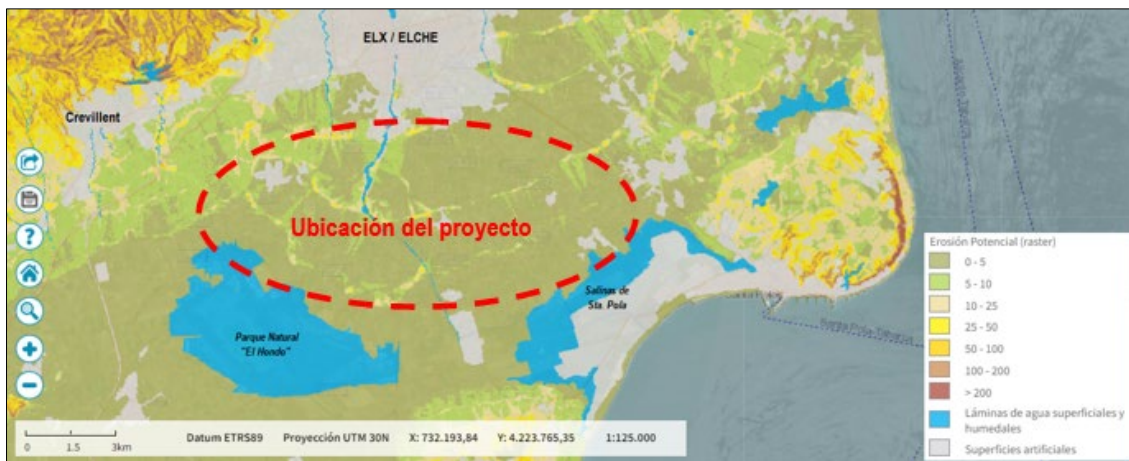 ELX / ELCHE
Crevillent
Ubicación del proyecto
Salinas de
Sta. Pola
Parque Natural
"El Hondo"
?
Erosión Potencial (raster)
0 - 5
5 - 10
10 - 25
25 - 50
50 - 100
100 - 200
> 200
Láminas de agua superficiales y
humedales
Superficies artificiales
0 1.5 3km
Datum ETRS89 Proyección UTM 30N X: 732.193,84 Y: 4.223.765,35 1:125.000